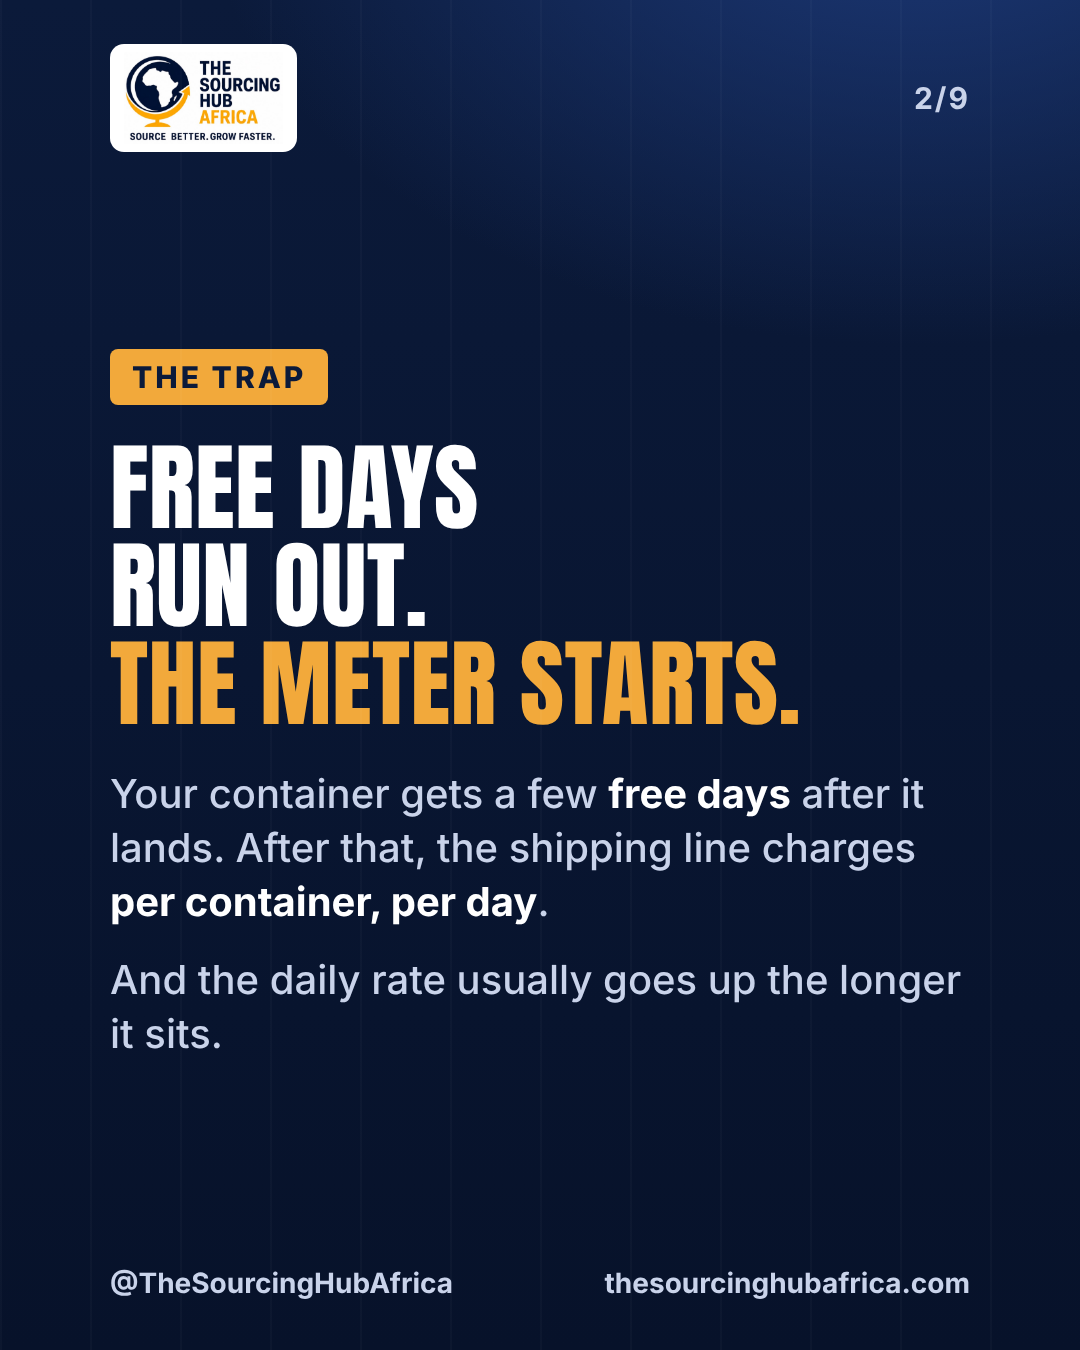 THE
SOURCING
HUB
AFRICA
SOURCE BETTER. GROW FASTER.
2/9
THE TRAP
FREE DAYS
RUN OUT.
THE METER STARTS.
Your container gets a few free days after it
lands. After that, the shipping line charges
per container, per day.
And the daily rate usually goes up the longer
it sits.
@TheSourcingHubAfrica
thesourcinghubafrica.com